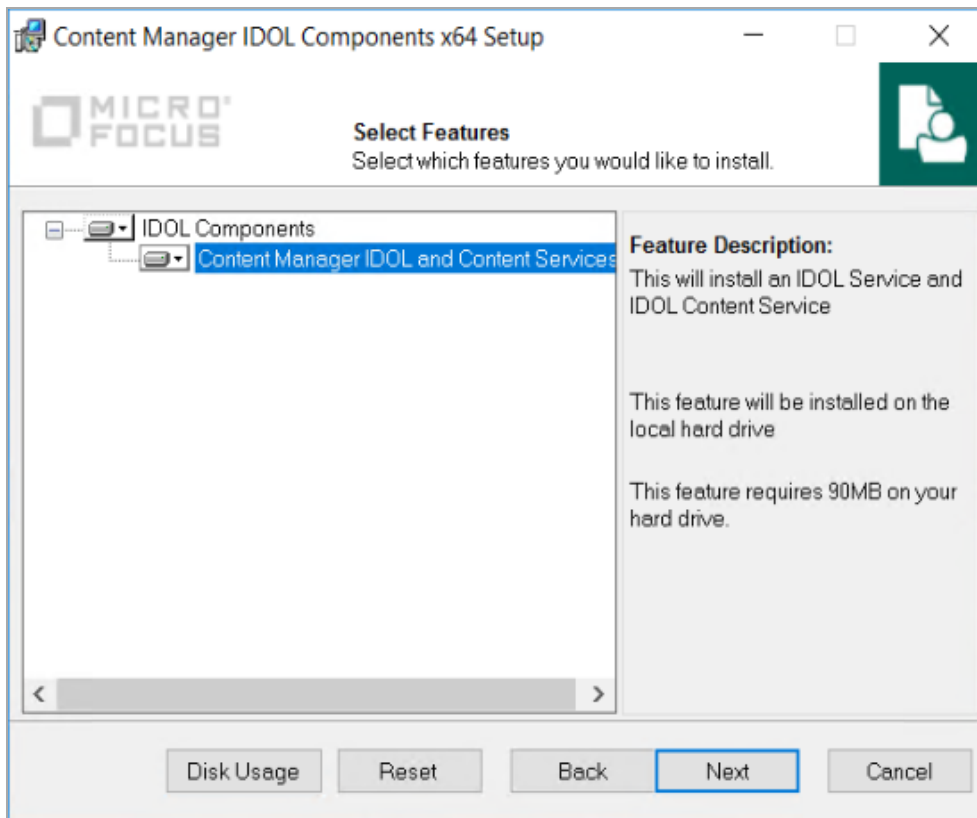 Content Manager IDOL Components x64 Setup
MICRO
FOCUS
Select Features
Select which features you would like to install.
IDOL Components
Content Manager IDOL and Content Services
Feature Description:
This will install an IDOL Service and
IDOL Content Service
This feature will be installed on the
local hard drive
This feature requires 90MB on your
hard drive.
Disk Usage
Reset
Back
Next
Cancel